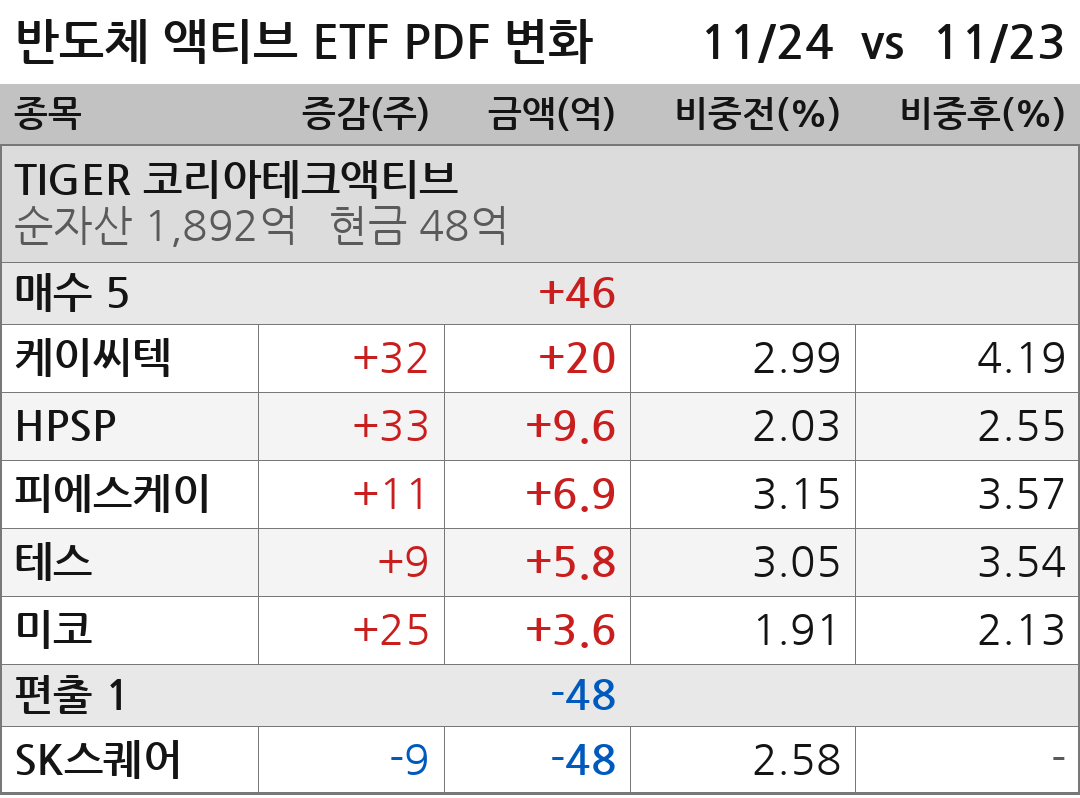 반도체 액티브 ETF PDF 변화 11/24 vs 11/23
종목 증감(주) 금액(억) 비중전(%) 비중후(%)
TIGER 코리아테크액티브
순자산 1,892억 현금 48억
매수 5 +46
케이씨텍 +32 +20 2.99 4.19
HPSP +33 +9.6 2.03 2.55
피에스케이 +11 +6.9 3.15 3.57
테스 +9 +5.8 3.05 3.54
미코 +25 +3.6 1.91 2.13
편출 1 -48
SK스퀘어 -9 -48 2.58 -